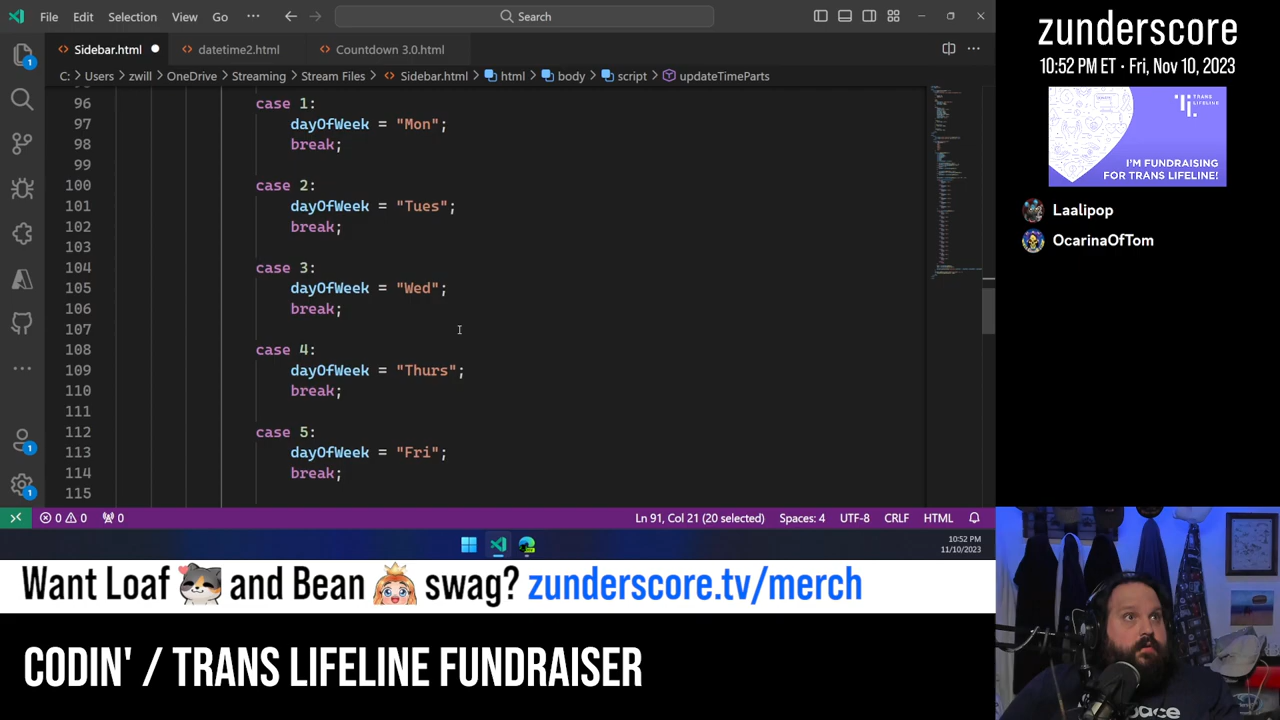 File Edit Selection View Go ··· Search
Sidebar.html datetime2.html Countdown 3.0.html
C: > Users > zwill > OneDrive > Streaming > Stream Files > Sidebar.html > html > body > script > updateTimeParts
96 case 1:
97 dayOfWeek = "Mon";
98 break;
99
100 case 2:
101 dayOfWeek = "Tues";
102 break;
103
104 case 3:
105 dayOfWeek = "Wed";
106 break;
107
108 case 4:
109 dayOfWeek = "Thurs";
110 break;
111
112 case 5:
113 dayOfWeek = "Fri";
114 break;
115
0 0 0 Ln 91, Col 21 (20 selected) Spaces: 4 UTF-8 CRLF HTML
10:52 PM
11/10/2023
Want Loaf and Bean swag? zunderscore.tv/merch
CODIN' / TRANS LIFELINE FUNDRAISER
zunderscore
10:52 PM ET · Fri, Nov 10, 2023
TRANS
LIFELINE
I'M FUNDRAISING
FOR TRANS LIFELINE!
Laalipop
OcarinaOfTom